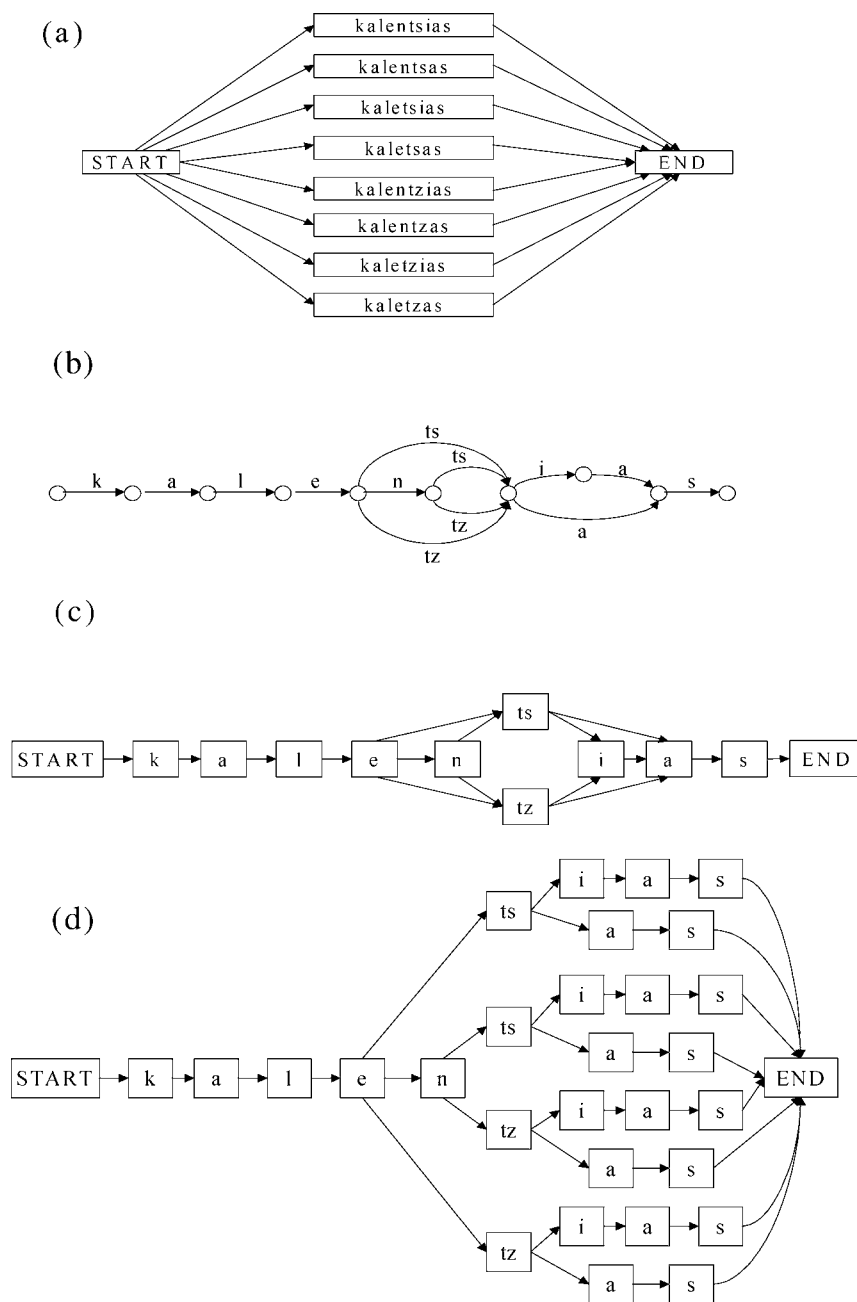 (a)
kalentsias
kalentsas
kaletsias
kaletsas
START
END
kalentzias
kalentzas
kaletzias
kaletzas
(b)
ts
ts
k a l e n i a s
tz
a
tz
(c)
ts
START k a l e n i a s END
tz
(d)
i a s
ts
a s
i a s
ts
a s
START k a l e n END
tz
i a s
a s
i a s
tz
a s